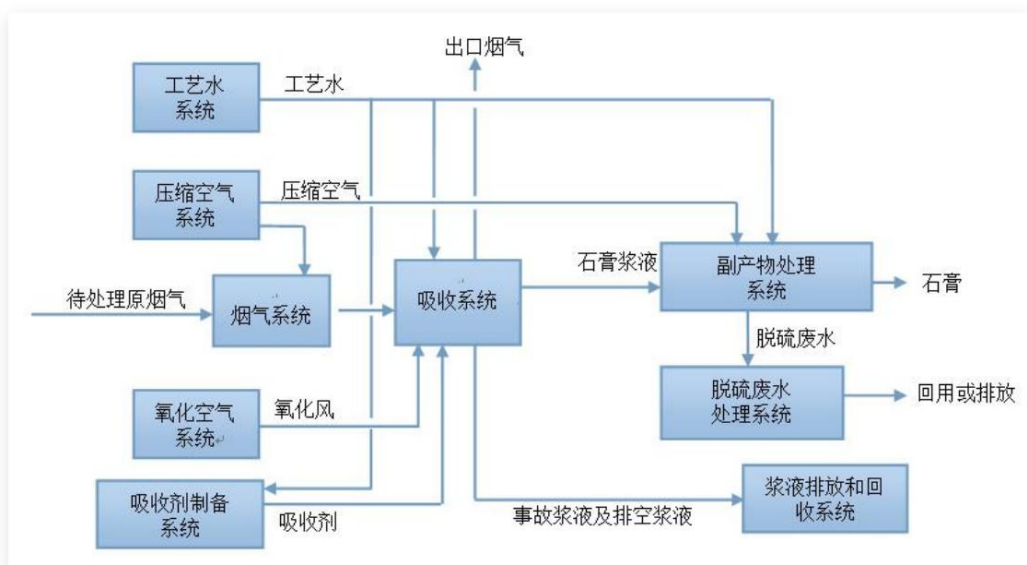 出口烟气
工艺水
系统
工艺水
压缩空气
系统
压缩空气
待处理原烟气
烟气系统
吸收系统
石膏浆液
副产物处理
系统
石膏
脱硫废水
脱硫废水
处理系统
回用或排放
氧化空气
系统
氧化风
吸收剂制备
系统
吸收剂
事故浆液及排空浆液
浆液排放和回
收系统